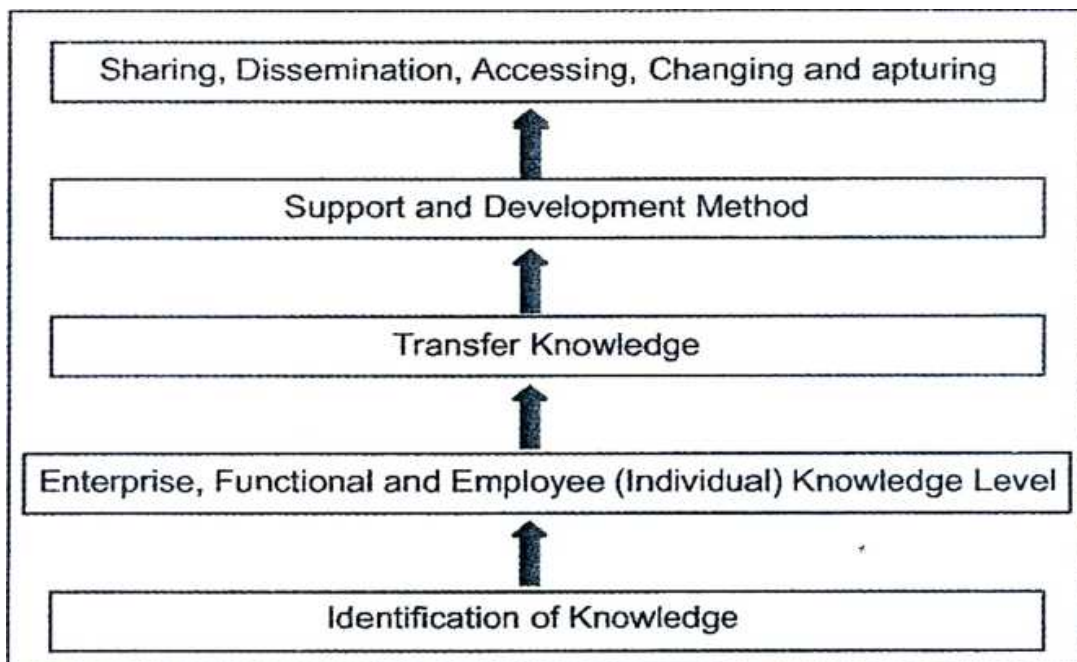 Sharing, Dissemination, Accessing, Changing and apturing
Support and Development Method
Transfer Knowledge
Enterprise, Functional and Employee (Individual) Knowledge Level
Identification of Knowledge